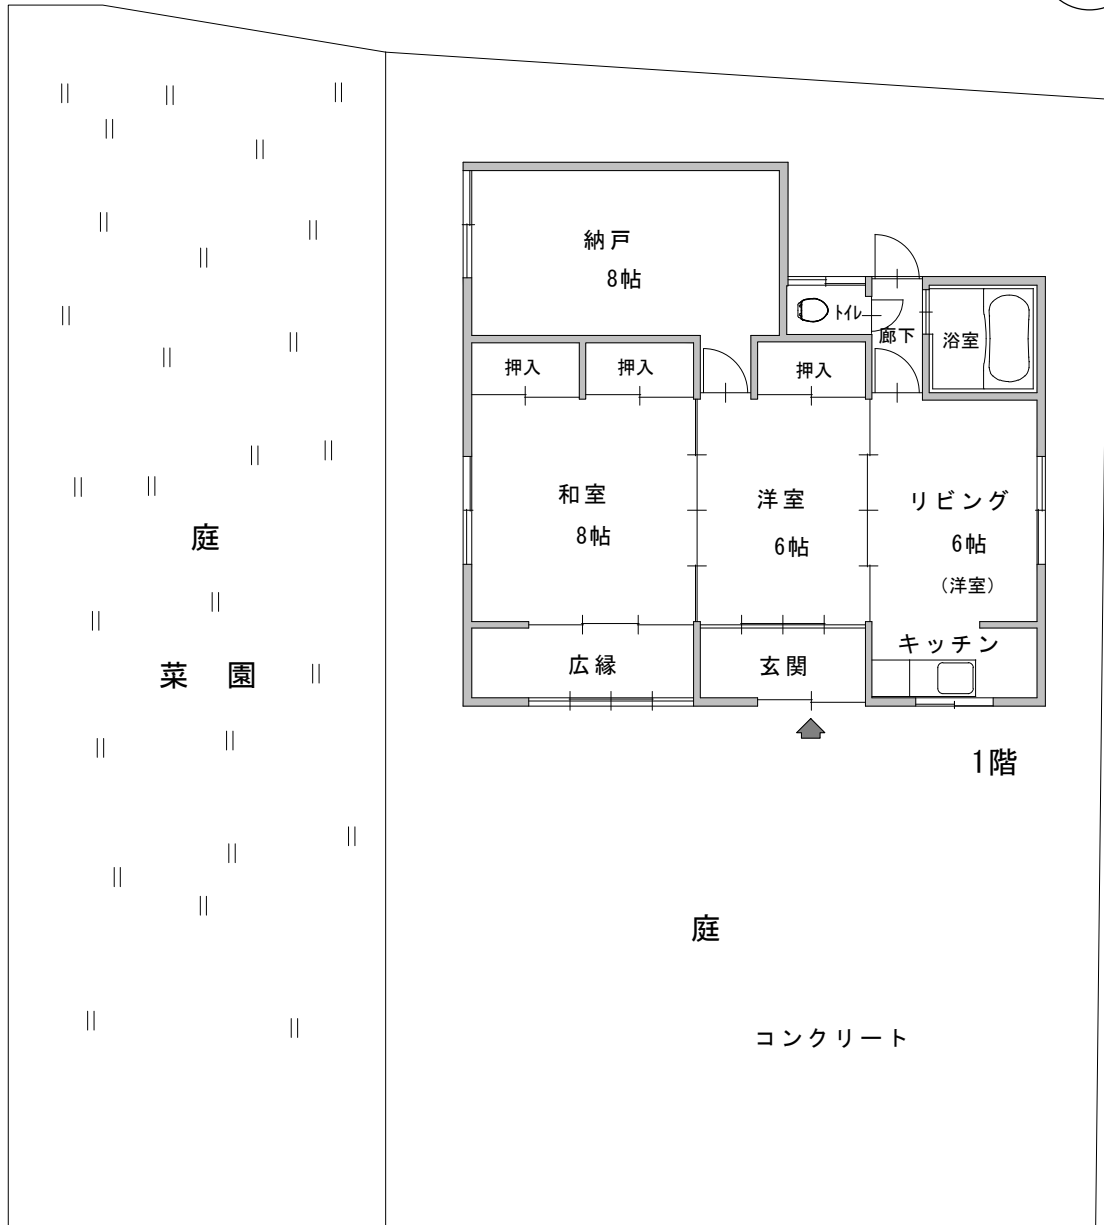 納戸
8帖
トイレ
廊下
浴室
押入
押入
押入
和室
8帖
洋室
6帖
リビング
6帖
(洋室)
キッチン
広縁
玄関
1階
庭
菜園
庭
コンクリート